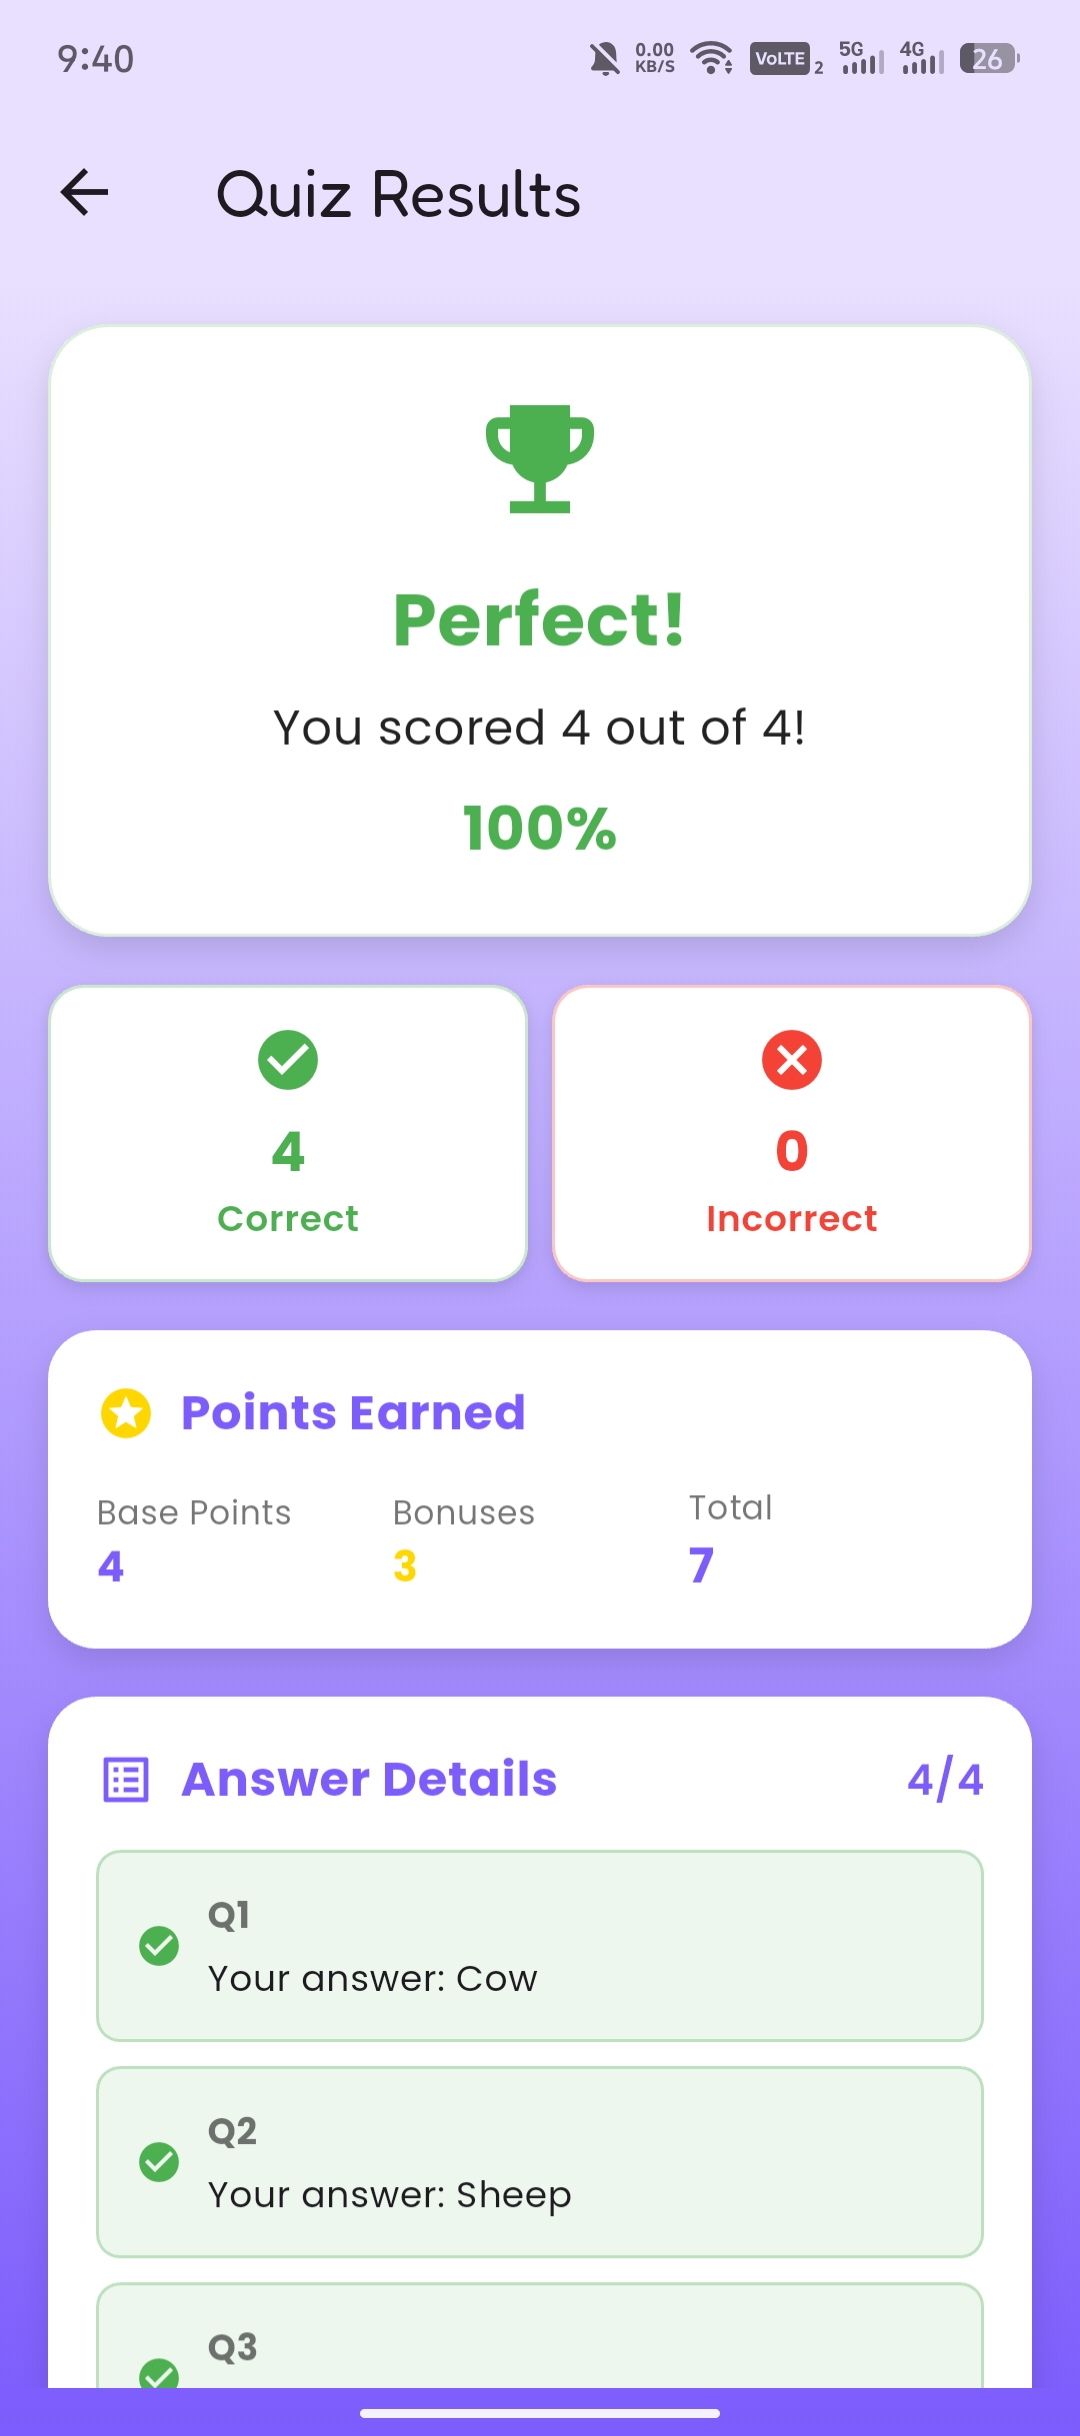 9:40
0.00
KB/S
VoLTE 2
5G
4G
26
Quiz Results
Perfect!
You scored 4 out of 4!
100%
4
Correct
0
Incorrect
Points Earned
Base Points
4
Bonuses
3
Total
7
Answer Details
4/4
Q1
Your answer: Cow
Q2
Your answer: Sheep
Q3